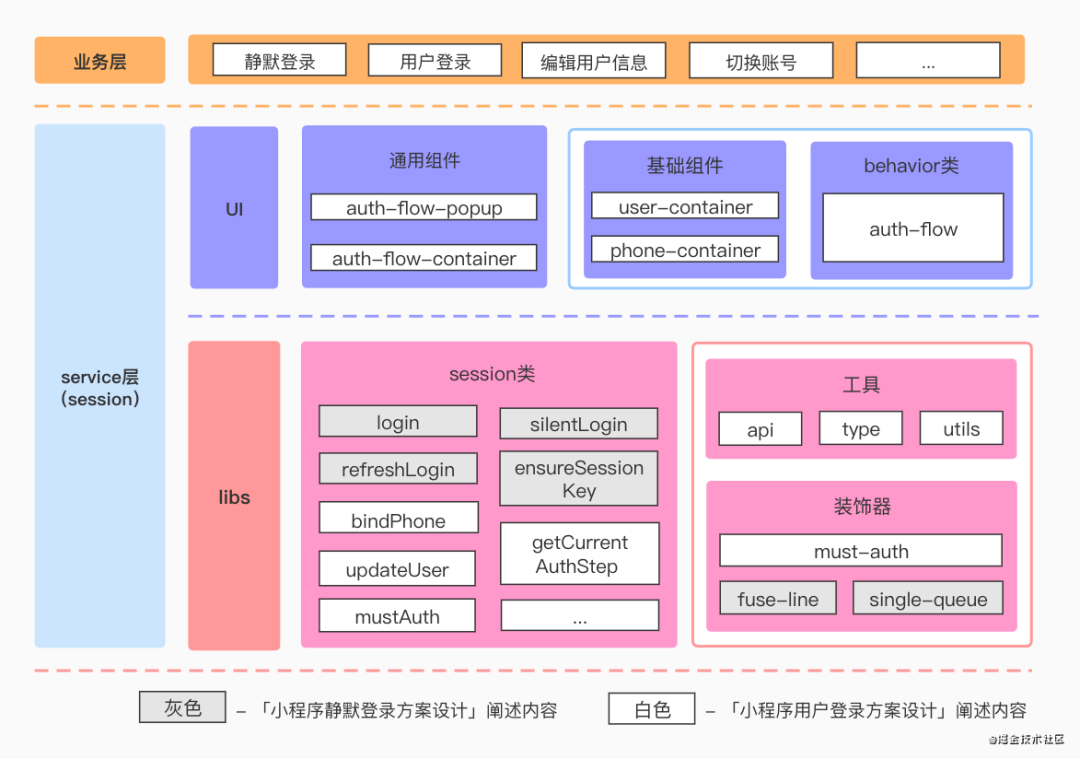 业务层
静默登录
用户登录
编辑用户信息
切换账号
...
service层
(session)
UI
通用组件
auth-flow-popup
auth-flow-container
基础组件
user-container
phone-container
behavior类
auth-flow
libs
session类
login
silentLogin
refreshLogin
ensureSession
Key
bindPhone
getCurrent
AuthStep
updateUser
mustAuth
...
工具
api
type
utils
装饰器
must-auth
fuse-line
single-queue
灰色
-「小程序静默登录方案设计」阐述内容
白色
-「小程序用户登录方案设计」阐述内容
@掘金技术社区